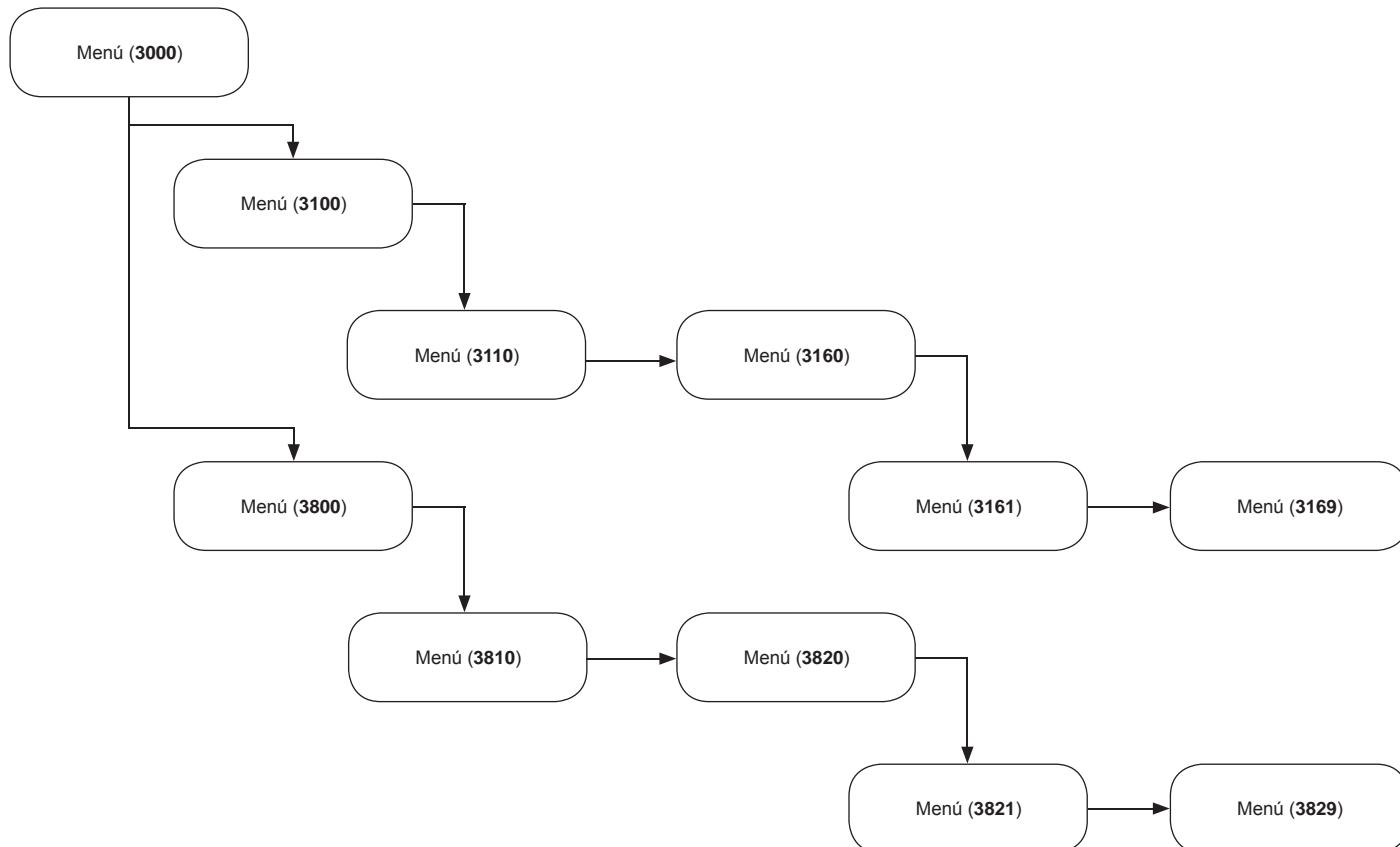 Menú (3000)
Menú (3100)
Menú (3110)
Menú (3160)
Menú (3800)
Menú (3161)
Menú (3169)
Menú (3810)
Menú (3820)
Menú (3821)
Menú (3829)